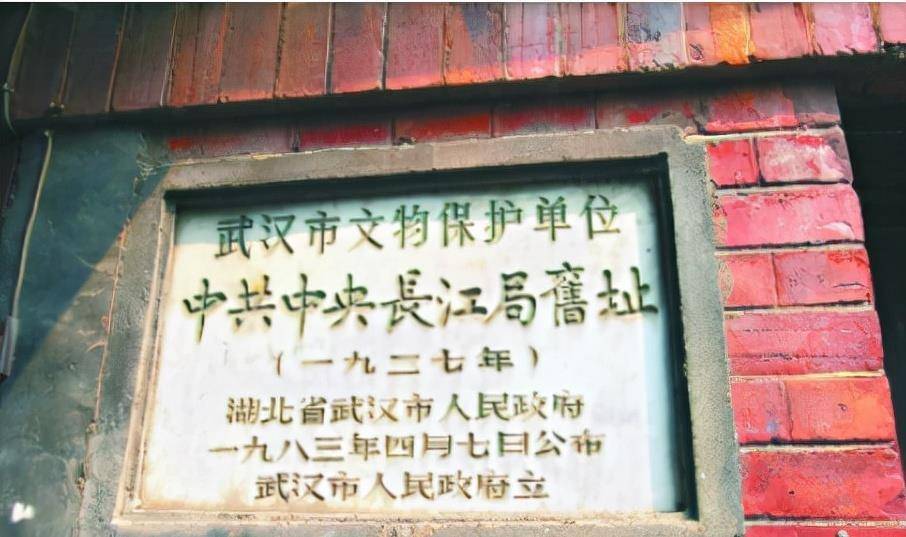 武汉市文物保护单位
中共中央長江局舊址
（一九二七年）
湖北省武汉市人民政府
一九八三年四月七日公布
武汉市人民政府立